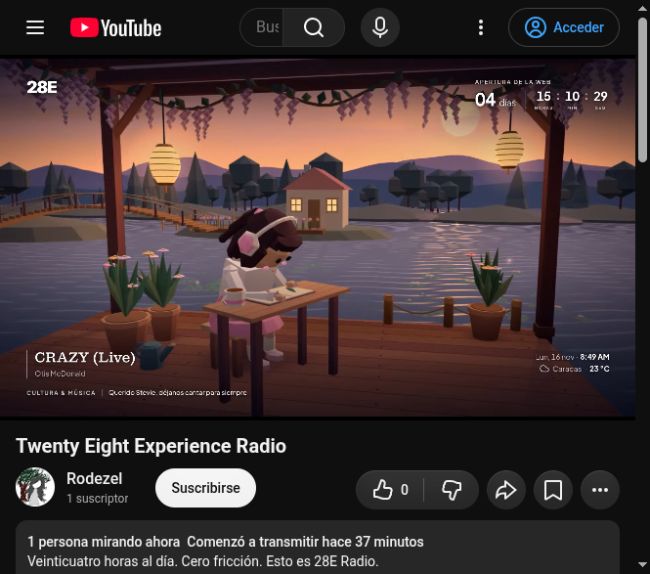 YouTube
Bus
Acceder
28E
APERTURA DE LA WEB
04 días
15 : 10 : 29
HORAS MIN SEG
CRAZY (Live)
Otis McDonald
CULTURA & MÚSICA | Querido Stevie, déjanos cantar para siempre
Lun, 16 nov · 8:49 AM
Caracas 23 °C
Twenty Eight Experience Radio
Rodezel
1 suscriptor
Suscribirse
0
1 persona mirando ahora Comenzó a transmitir hace 37 minutos
Veinticuatro horas al día. Cero fricción. Esto es 28E Radio.